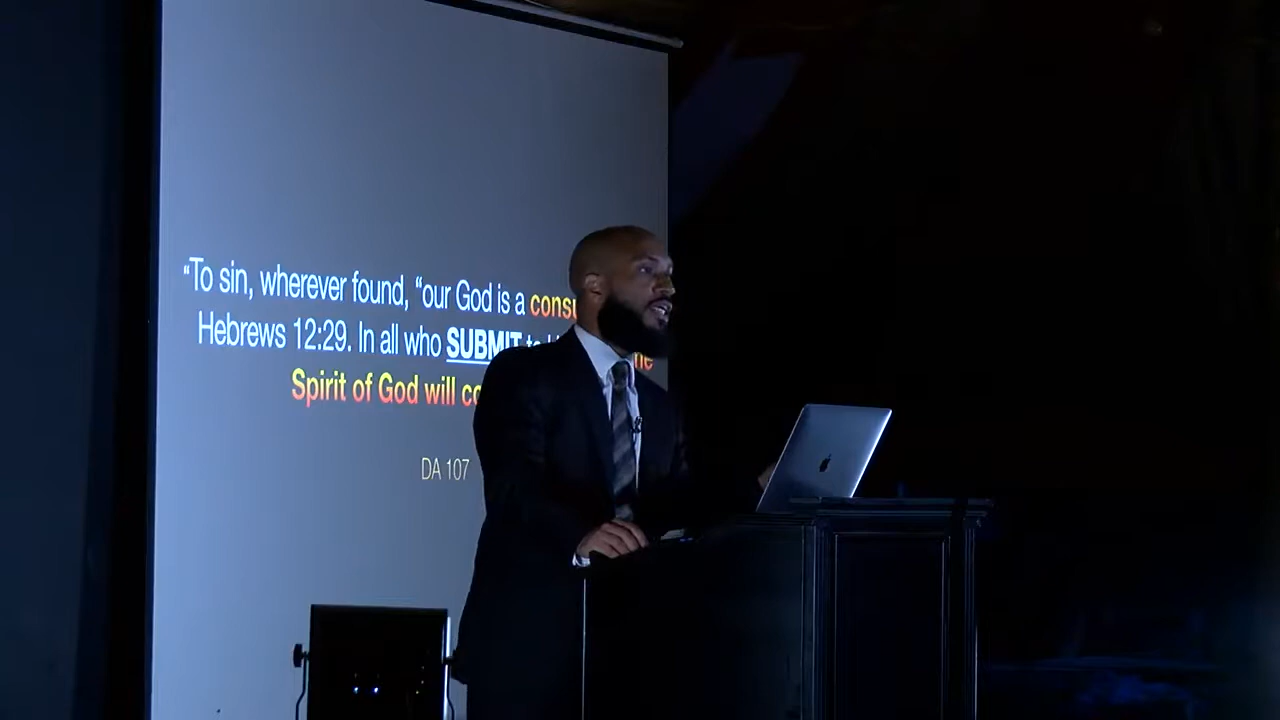 “To sin, wherever found, “our God is a consu
Hebrews 12:29. In all who SUBMIT to
Spirit of God will co
DA 107